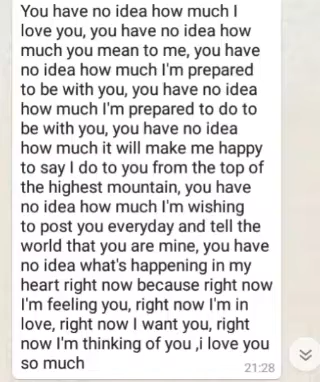 You have no idea how much I
love you, you have no idea how
much you mean to me, you have
no idea how much I'm prepared
to be with you, you have no idea
how much I'm prepared to do to
be with you, you have no idea
how much it will make me happy
to say I do to you from the top of
the highest mountain, you have
no idea how much I'm wishing
to post you everyday and tell the
world that you are mine, you have
no idea what's happening in my
heart right now because right now
I'm feeling you, right now I'm in
love, right now I want you, right
now I'm thinking of you ,i love you
so much
21:28